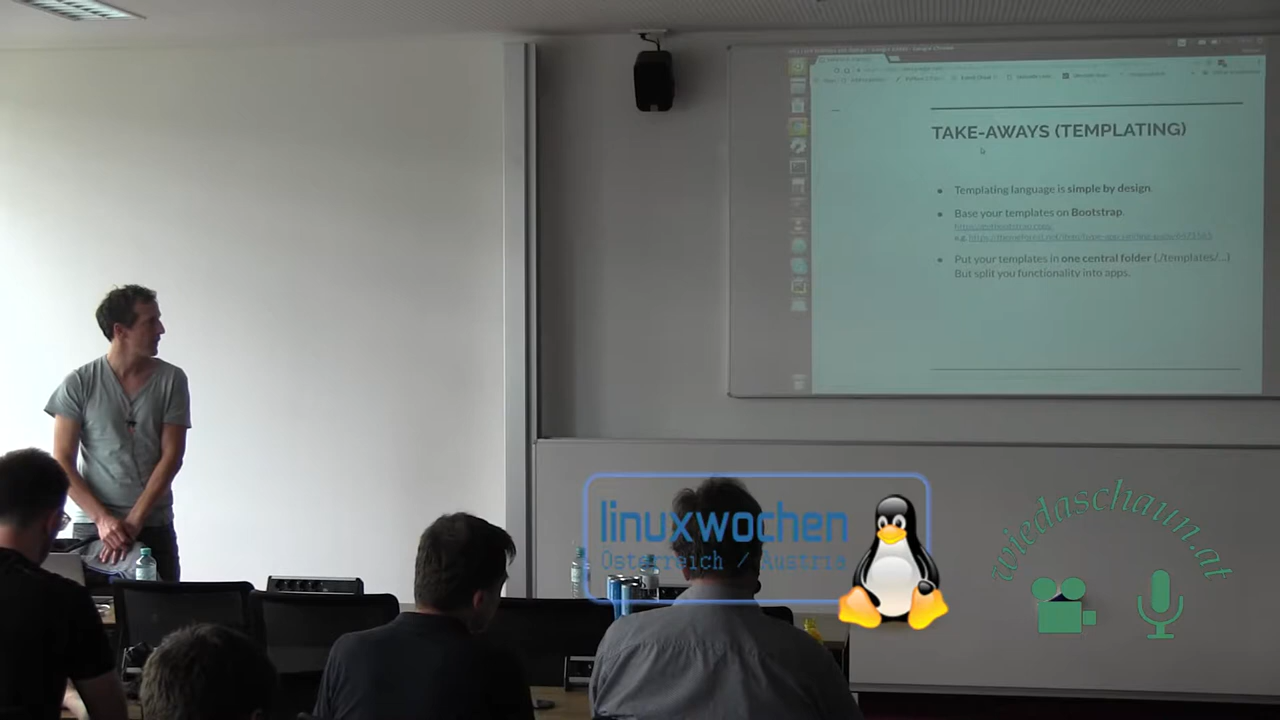 TAKE-AWAYS (TEMPLATING)
Templating language is simple by design.
Base your templates on Bootstrap.
Put your templates in one central folder (./templates/...)
But split you functionality into apps.
linuxwochen
Österreich / Austria
wiedaschaun.at